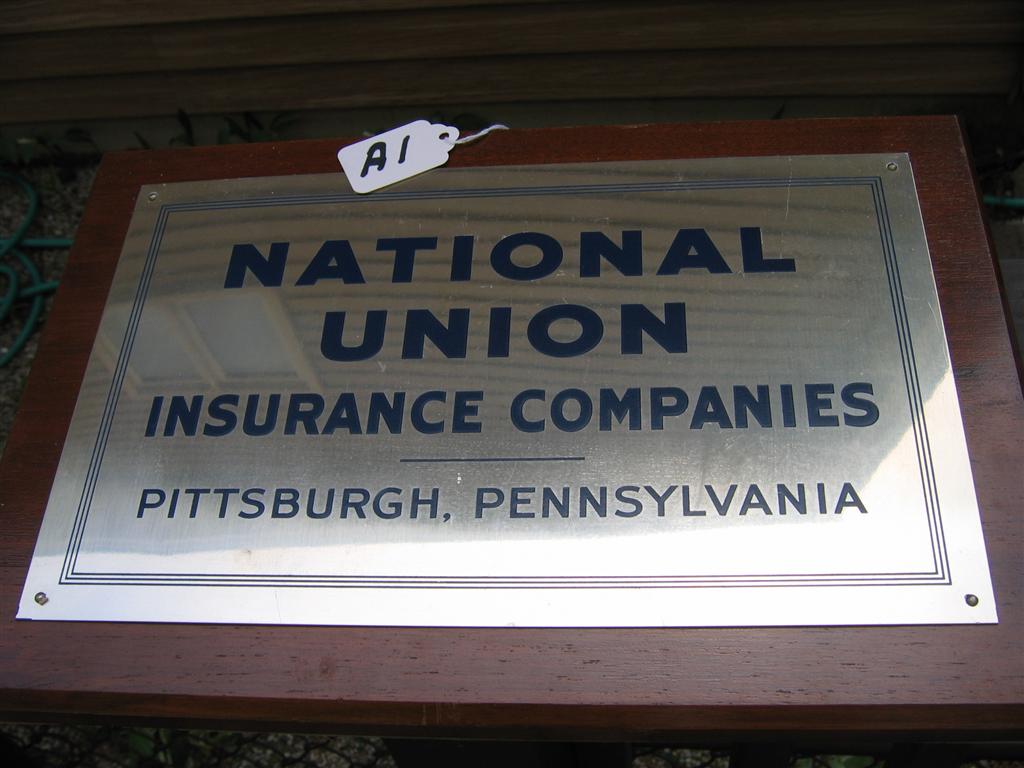 A1
NATIONAL
UNION
INSURANCE COMPANIES
PITTSBURGH, PENNSYLVANIA